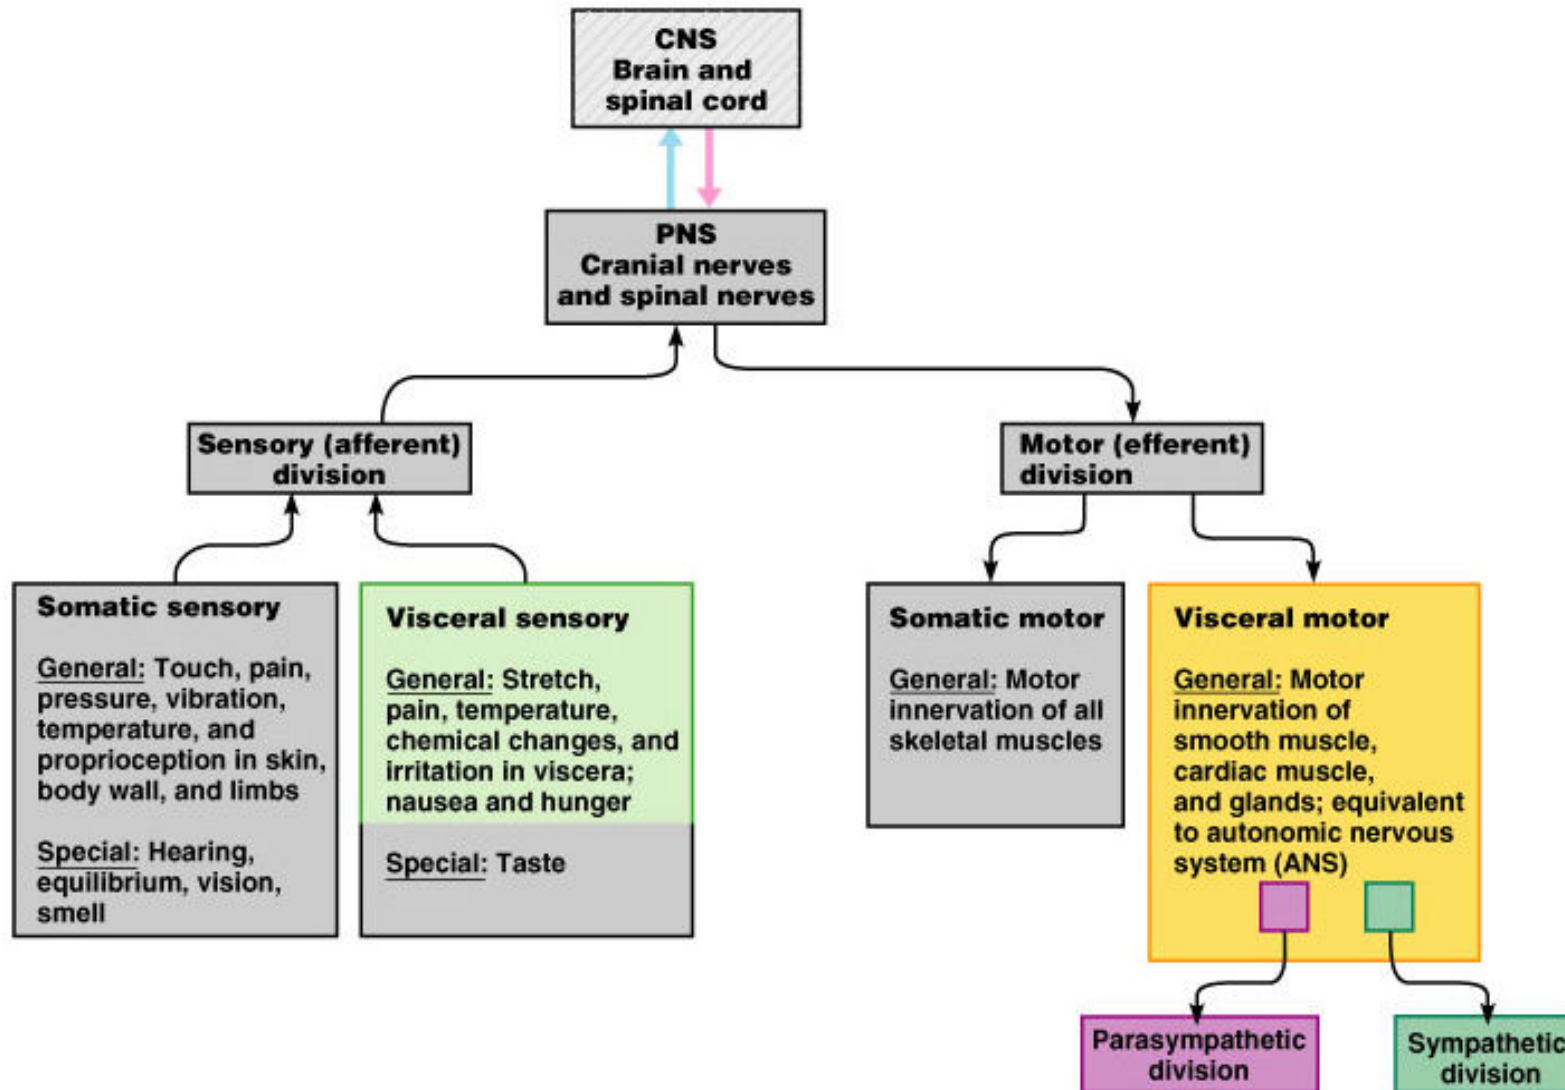 CNS
Brain and
spinal cord
PNS
Cranial nerves
and spinal nerves
Sensory (afferent)
division
Motor (efferent)
division
Somatic sensory
General: Touch, pain,
pressure, vibration,
temperature, and
proprioception in skin,
body wall, and limbs
Special: Hearing,
equilibrium, vision,
smell
Visceral sensory
General: Stretch,
pain, temperature,
chemical changes, and
irritation in viscera;
nausea and hunger
Special: Taste
Somatic motor
General: Motor
innervation of all
skeletal muscles
Visceral motor
General: Motor
innervation of
smooth muscle,
cardiac muscle,
and glands; equivalent
to autonomic nervous
system (ANS)
Parasympathetic
division
Sympathetic
division